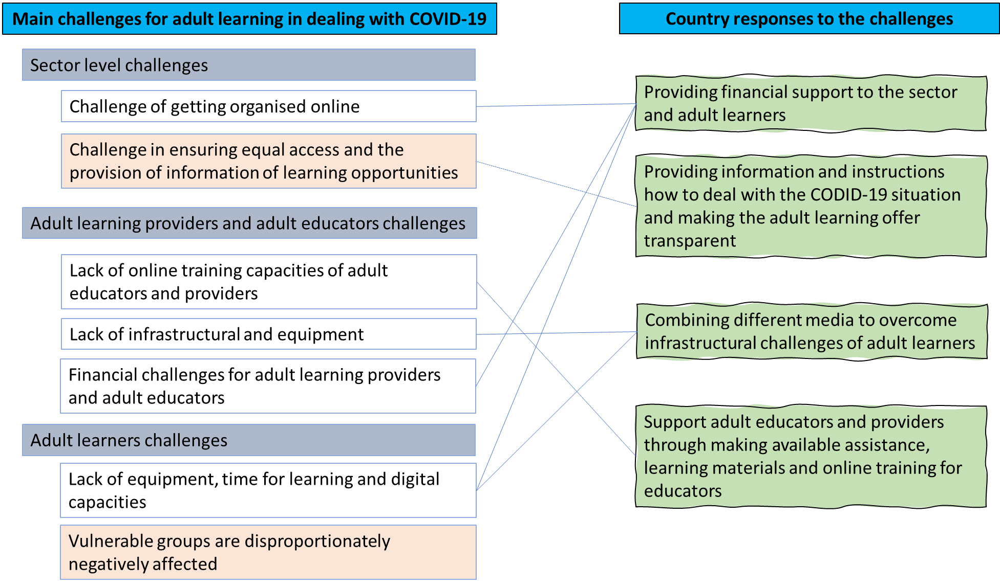 Main challenges for adult learning in dealing with COVID-19
Sector level challenges
Challenge of getting organised online
Challenge in ensuring equal access and the
provision of information of learning opportunities
Adult learning providers and adult educators challenges
Lack of online training capacities of adult
educators and providers
Lack of infrastructural and equipment
Financial challenges for adult learning providers
and adult educators
Adult learners challenges
Lack of equipment, time for learning and digital
capacities
Vulnerable groups are disproportionately
negatively affected
Country responses to the challenges
Providing financial support to the sector
and adult learners
Providing information and instructions
how to deal with the CODID-19 situation
and making the adult learning offer
transparent
Combining different media to overcome
infrastructural challenges of adult learners
Support adult educators and providers
through making available assistance,
learning materials and online training for
educators